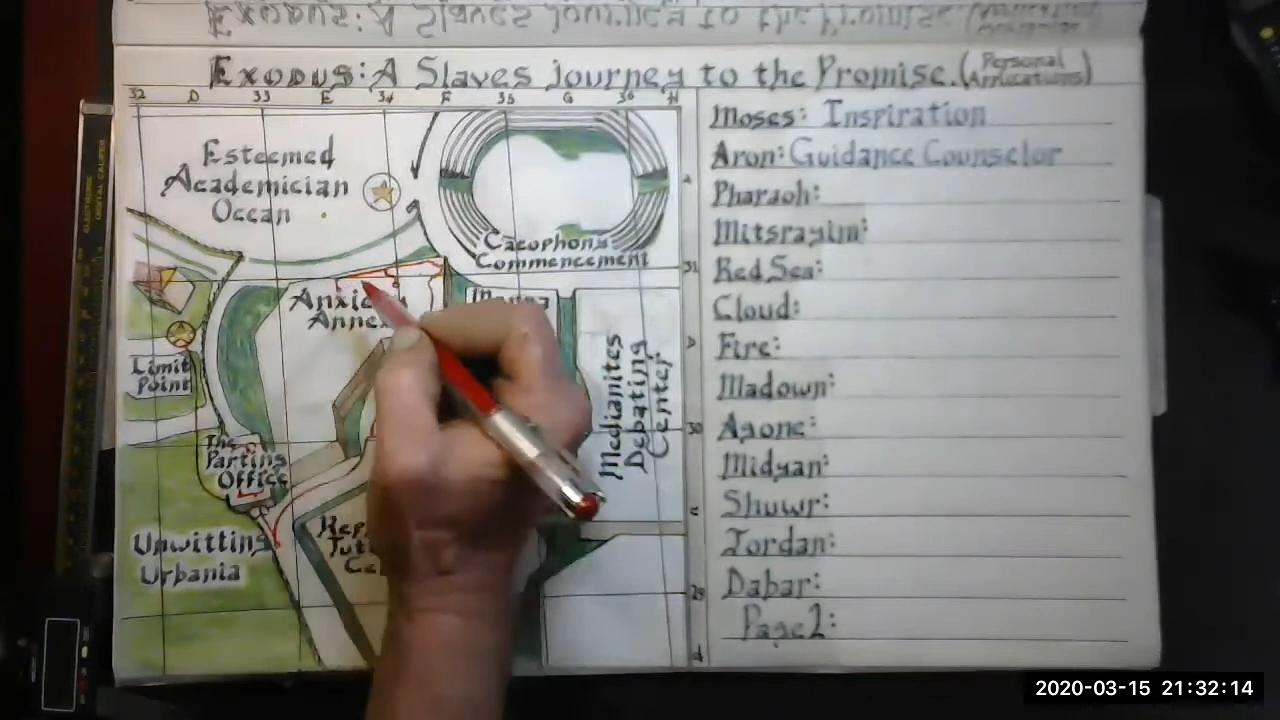 Exodus: A Slaves Journey to the Promise. (Personal Applications)
32 D 33 E 34 F 35 G 36 H
Esteemed
Academician
Ocean
Cacophony
Commencement
31
Annex
Limit
Point
Medianites
Debating
Center
30
The
Parting
Office
Unwitting
Urbania
29
Moses: Inspiration
Aron: Guidance Counselor
Pharaoh:
Mitsrayim:
Red Sea:
Cloud:
Fire:
Madown:
Agone:
Midyan:
Shuwr:
Jordan:
Dabar:
Page 2:
2020-03-15 21:32:14